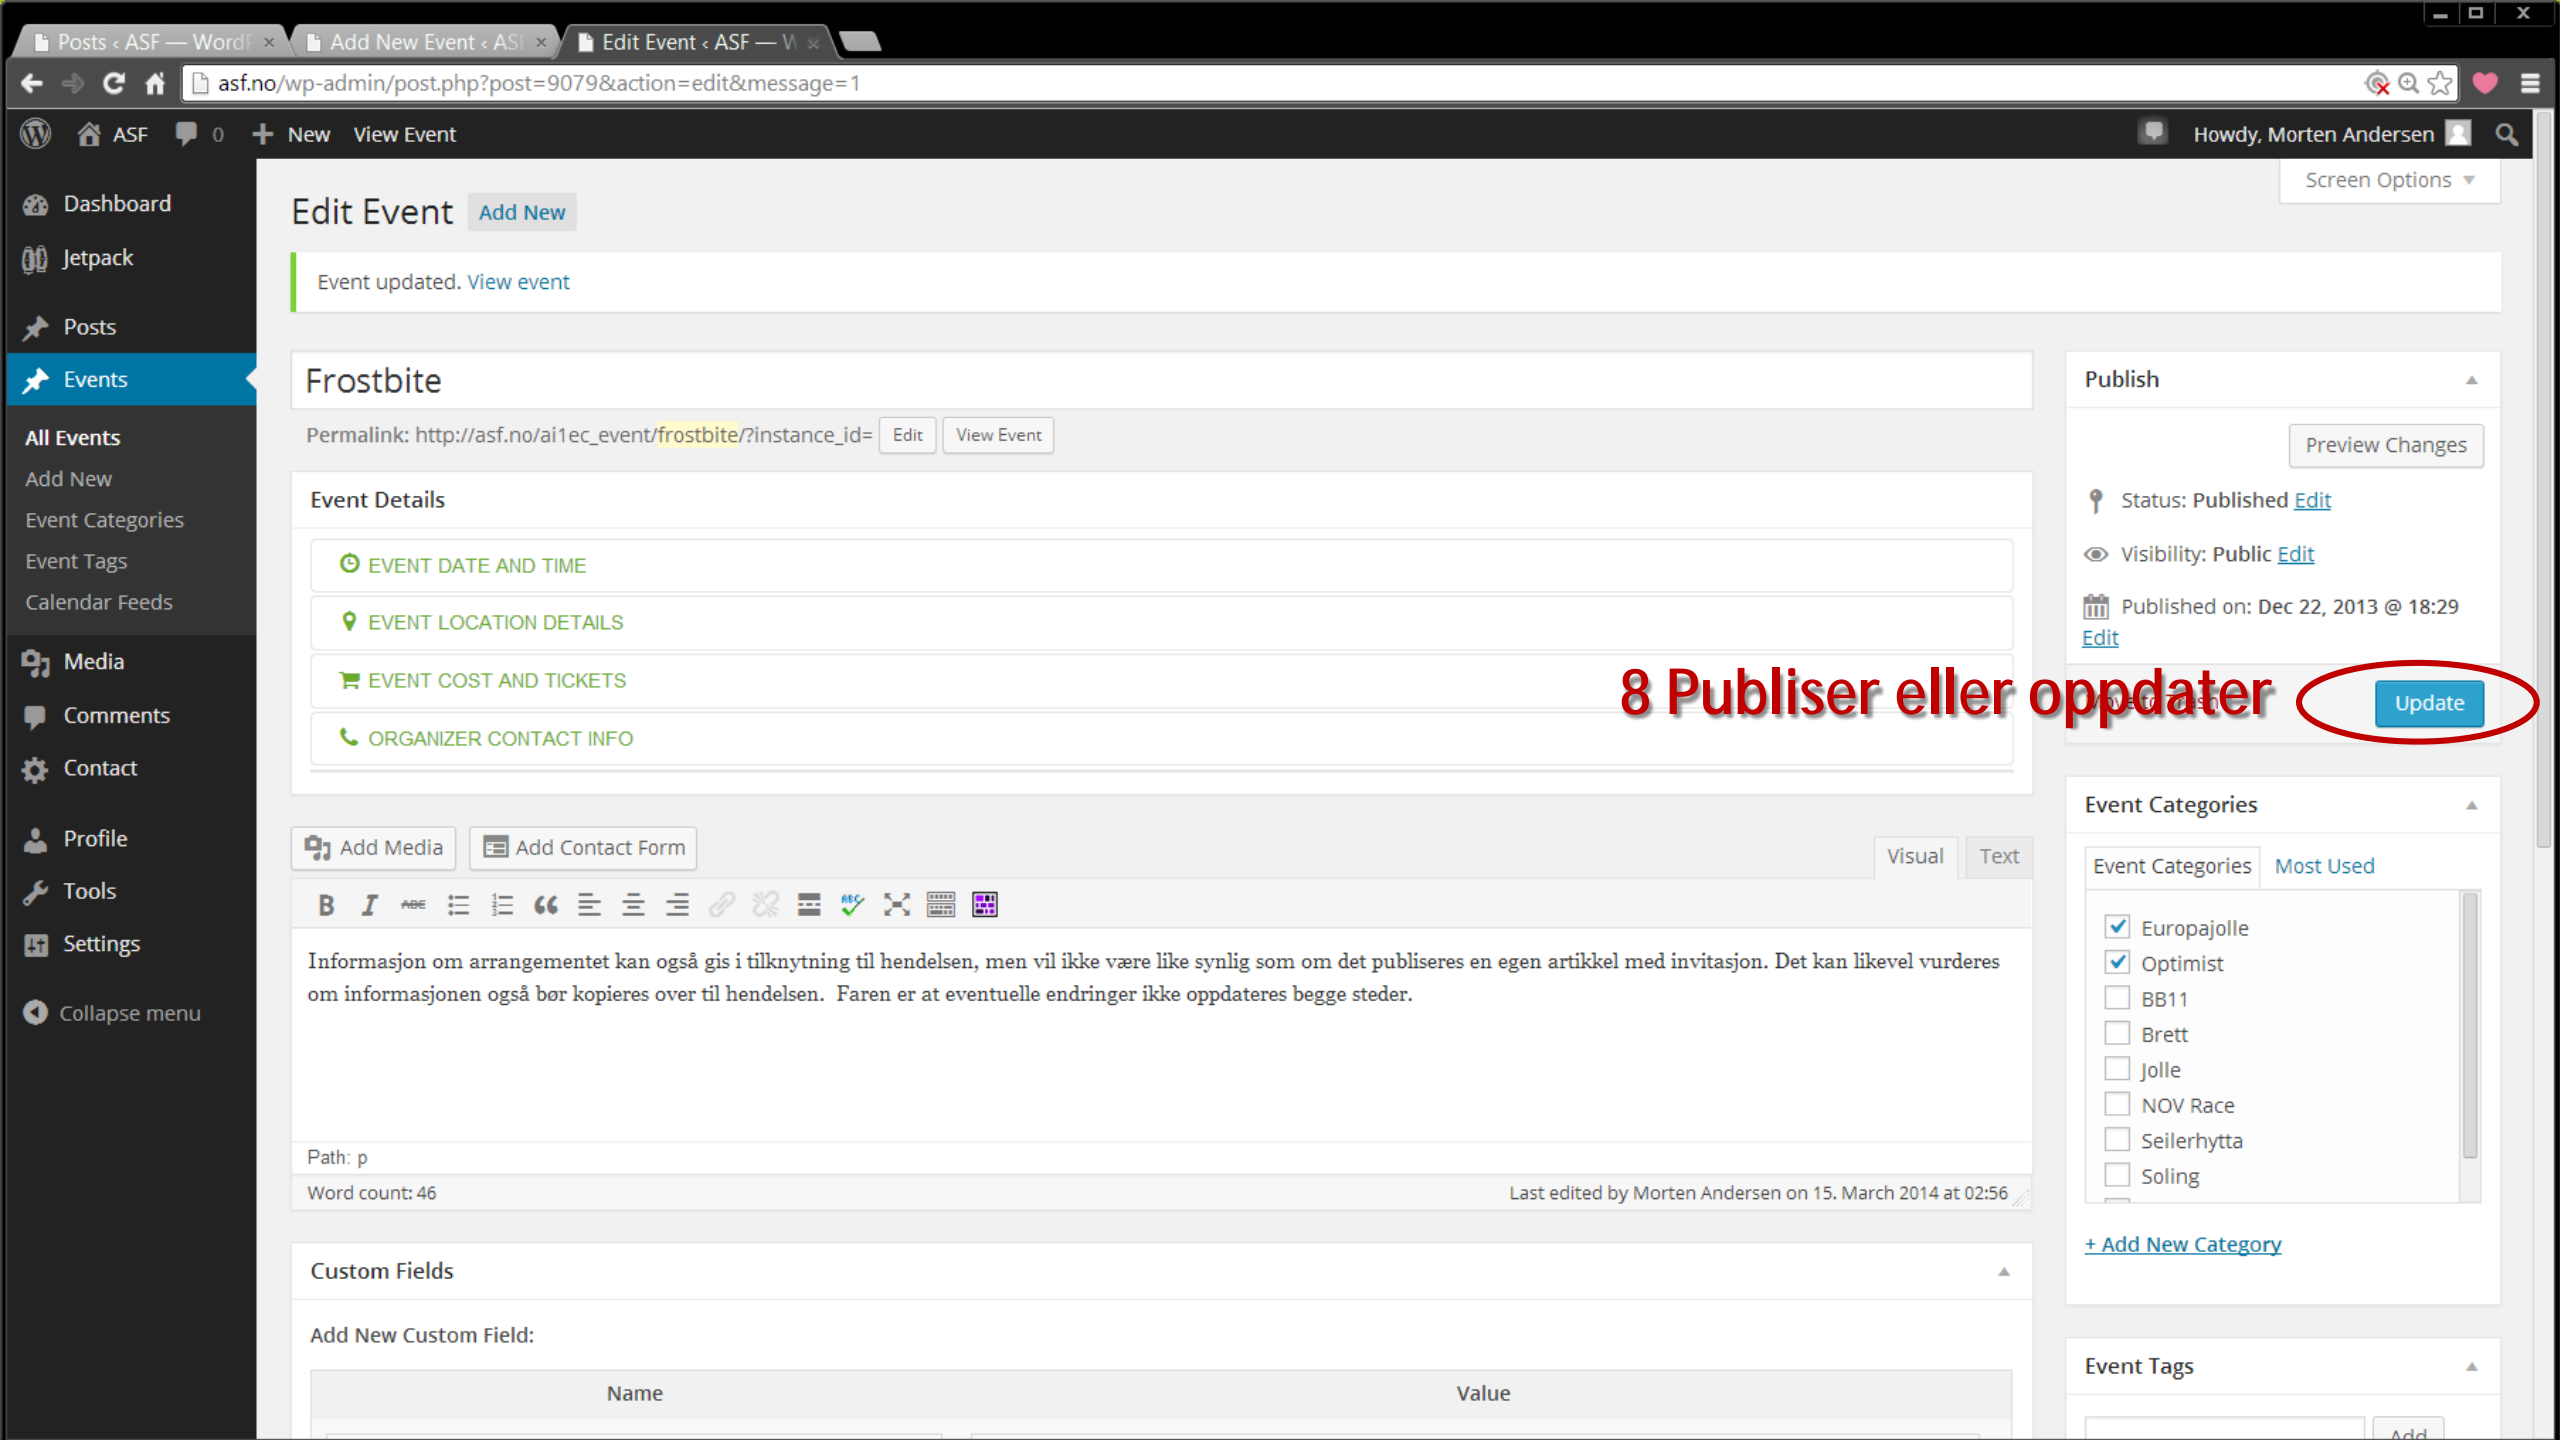 Posts ‹ ASF — WordF
Add New Event ‹ ASF
Edit Event ‹ ASF — W
asf.no/wp-admin/post.php?post=9079&action=edit&message=1
ASF 0 New View Event
Howdy, Morten Andersen
Screen Options
Dashboard
Jetpack
Posts
Events
All Events
Add New
Event Categories
Event Tags
Calendar Feeds
Media
Comments
Contact
Profile
Tools
Settings
Collapse menu
Edit Event Add New
Event updated. View event
Frostbite
Permalink: http://asf.no/ai1ec_event/frostbite/?instance_id= Edit View Event
Event Details
EVENT DATE AND TIME
EVENT LOCATION DETAILS
EVENT COST AND TICKETS
ORGANIZER CONTACT INFO
Add Media Add Contact Form
Visual Text
B I ABE ABC
Informasjon om arrangementet kan også gis i tilknytning til hendelsen, men vil ikke være like synlig som om det publiseres en egen artikkel med invitasjon. Det kan likevel vurderes
om informasjonen også bør kopieres over til hendelsen. Faren er at eventuelle endringer ikke oppdateres begge steder.
Path: p
Word count: 46
Last edited by Morten Andersen on 15. March 2014 at 02:56
Custom Fields
Add New Custom Field:
Name Value
Publish
Preview Changes
Status: Published Edit
Visibility: Public Edit
Published on: Dec 22, 2013 @ 18:29
Edit
8 Publiser eller oppdater
Move to Trash
Update
Event Categories
Event Categories Most Used
Europajolle
Optimist
BB11
Brett
Jolle
NOV Race
Seilerhytta
Soling
+ Add New Category
Event Tags
Add